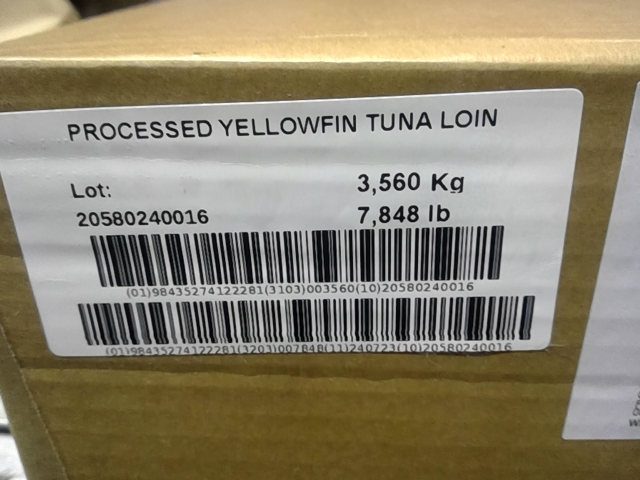 PROCESSED YELLOWFIN TUNA LOIN
Lot:
20580240016
3,560 Kg
7,848 lb
(01)98435274122281(3103)003560(10)20580240016
(01)98435274122281(3203)007848(11)240723(10)20580240016